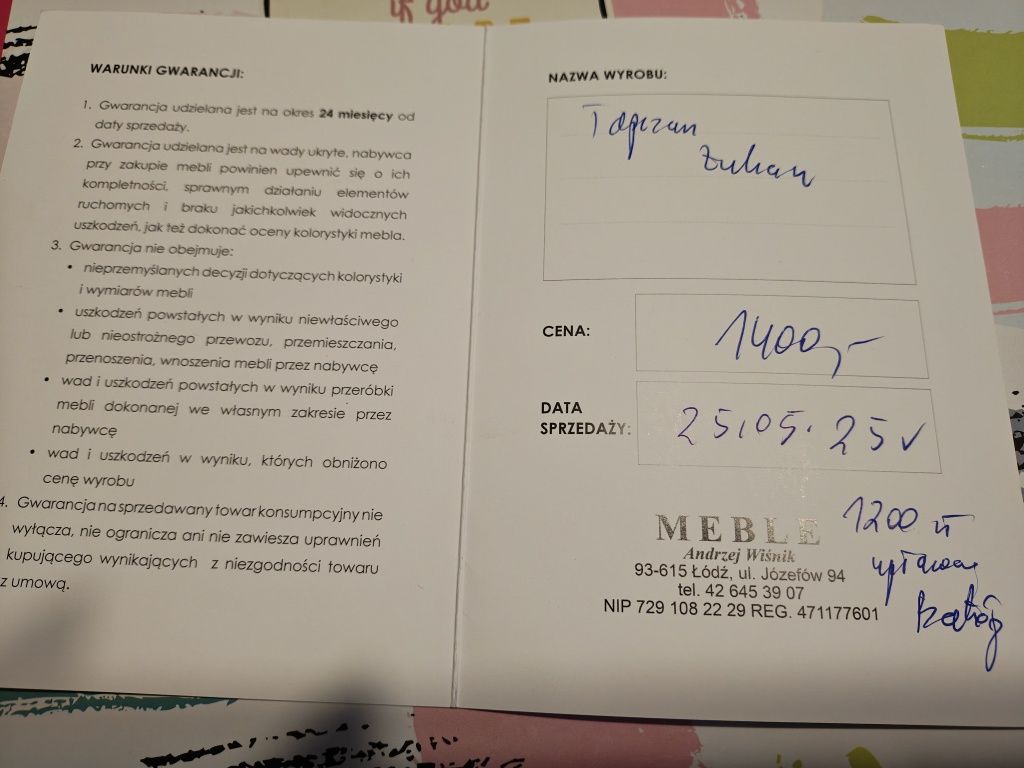 if you
WARUNKI GWARANCJI:
1. Gwarancja udzielana jest na okres 24 miesięcy od
daty sprzedaży.
2. Gwarancja udzielana jest na wady ukryte, nabywca
przy zakupie mebli powinien upewnić się o ich
kompletności, sprawnym działaniu elementów
ruchomych i braku jakichkolwiek widocznych
uszkodzeń, jak też dokonać oceny kolorystyki mebla.
3. Gwarancja nie obejmuje:
• nieprzemyślanych decyzji dotyczących kolorystyki
i wymiarów mebli
• uszkodzeń powstałych w wyniku niewłaściwego
lub nieostrożnego przewozu, przemieszczania,
przenoszenia, wnoszenia mebli przez nabywcę
• wad i uszkodzeń powstałych w wyniku przeróbki
mebli dokonanej we własnym zakresie przez
nabywcę
• wad i uszkodzeń w wyniku, których obniżono
cenę wyrobu
4. Gwarancja na sprzedawany towar konsumpcyjny nie
wyłącza, nie ogranicza ani nie zawiesza uprawnień
kupującego wynikających z niezgodności towaru
z umową.
NAZWA WYROBU:
Tapczan
CENA:
1400,-
DATA
SPRZEDAŻY:
25.05.25
MEBLE
Andrzej Wiśnik
93-615 Łódź, ul. Józefów 94
tel. 42 645 39 07
NIP 729 108 22 29 REG. 471177601
1200 zł